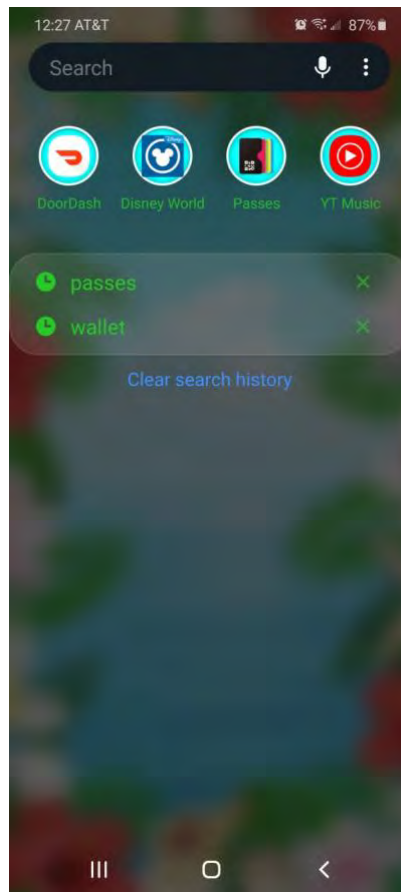 12:27 AT&T 87%
Search
DoorDash Disney World Passes YT Music
passes
wallet
Clear search history